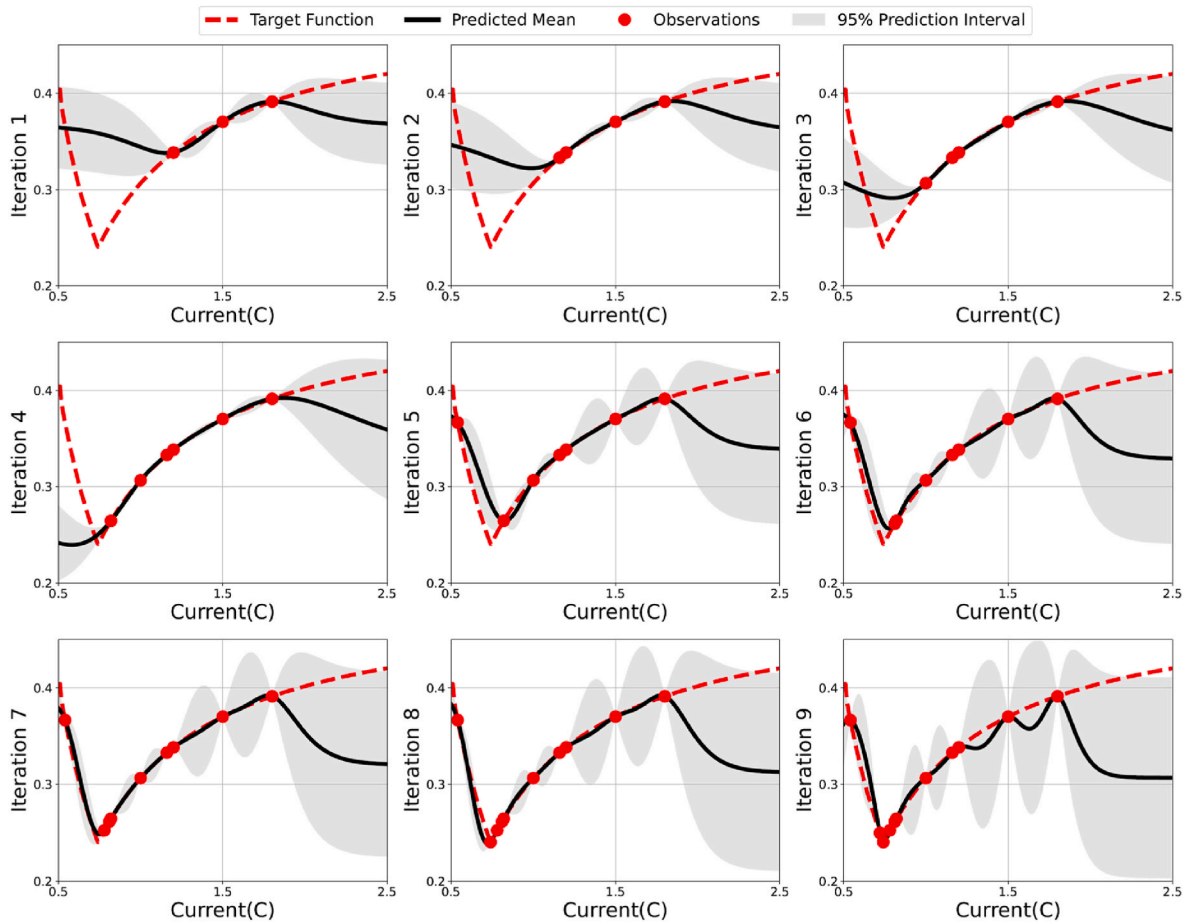 Target Function Predicted Mean Observations 95% Prediction Interval
Iteration 1 0.4 0.3 0.2 0.5 1.5 2.5 Current(C)
Iteration 2 0.4 0.3 0.2 0.5 1.5 2.5 Current(C)
Iteration 3 0.4 0.3 0.2 0.5 1.5 2.5 Current(C)
Iteration 4 0.4 0.3 0.2 0.5 1.5 2.5 Current(C)
Iteration 5 0.4 0.3 0.2 0.5 1.5 2.5 Current(C)
Iteration 6 0.4 0.3 0.2 0.5 1.5 2.5 Current(C)
Iteration 7 0.4 0.3 0.2 0.5 1.5 2.5 Current(C)
Iteration 8 0.4 0.3 0.2 0.5 1.5 2.5 Current(C)
Iteration 9 0.4 0.3 0.2 0.5 1.5 2.5 Current(C)